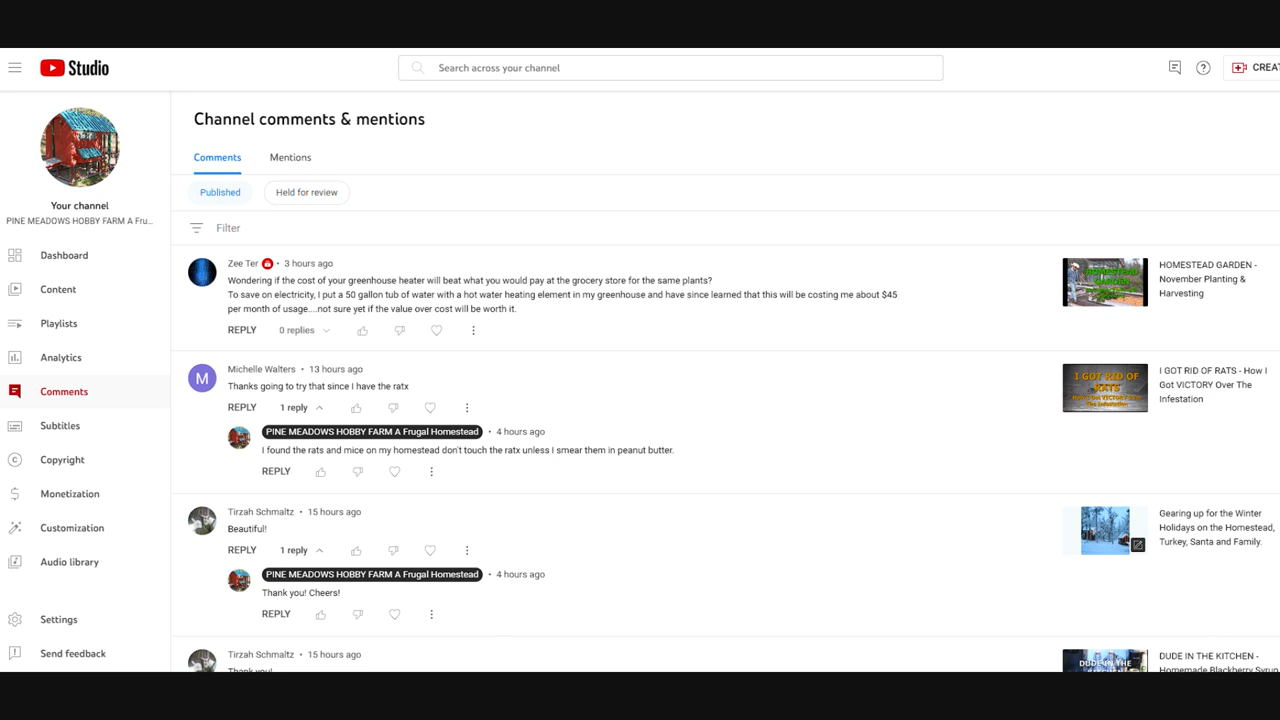 Studio
Search across your channel
CREAT
Your channel
PINE MEADOWS HOBBY FARM A Fru...
Dashboard
Content
Playlists
Analytics
Comments
Subtitles
Copyright
Monetization
Customization
Audio library
Settings
Send feedback
Channel comments & mentions
Comments
Mentions
Published
Held for review
Filter
Zee Ter • 3 hours ago
Wondering if the cost of your greenhouse heater will beat what you would pay at the grocery store for the same plants?
To save on electricity, I put a 50 gallon tub of water with a hot water heating element in my greenhouse and have since learned that this will be costing me about $45
per month of usage....not sure yet if the value over cost will be worth it.
REPLY 0 replies
HOMESTEAD GARDEN
HOMESTEAD GARDEN -
November Planting &
Harvesting
M
Michelle Walters • 13 hours ago
Thanks going to try that since I have the ratx
REPLY 1 reply
PINE MEADOWS HOBBY FARM A Frugal Homestead • 4 hours ago
I found the rats and mice on my homestead don't touch the ratx unless I smear them in peanut butter.
REPLY
I GOT RID OF
RATS
I GOT RID OF RATS - How I
Got VICTORY Over The
Infestation
Tirzah Schmaltz • 15 hours ago
Beautiful!
REPLY 1 reply
PINE MEADOWS HOBBY FARM A Frugal Homestead • 4 hours ago
Thank you! Cheers!
REPLY
Gearing up for the Winter
Holidays on the Homestead,
Turkey, Santa and Family.
Tirzah Schmaltz • 15 hours ago
Thank you!
DUDE IN THE
DUDE IN THE KITCHEN -
Homemade Blackberry Syrup